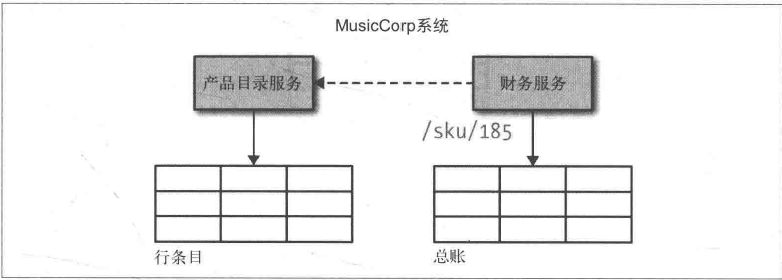 MusicCorp系统
产品目录服务
财务服务
/sku/185
行条目
总账